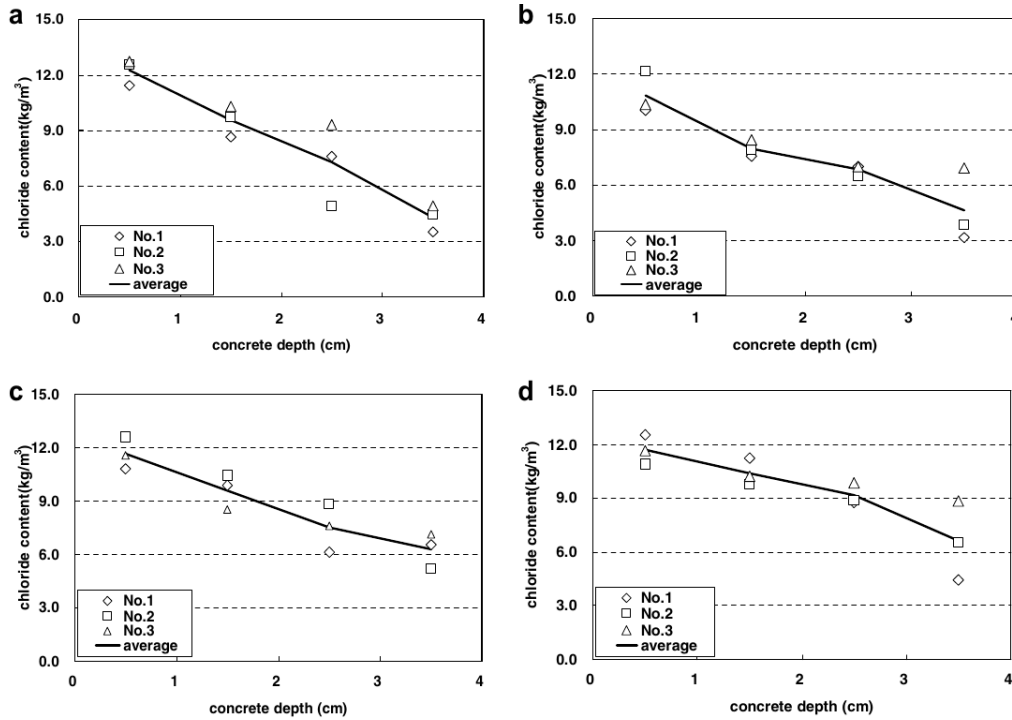 a
15.0
12.0
9.0
6.0
3.0
0.0
chloride content(kg/m³)
No.1
No.2
No.3
average
0 1 2 3 4
concrete depth (cm)
b
15.0
12.0
9.0
6.0
3.0
0.0
chloride content(kg/m³)
No.1
No.2
No.3
average
0 1 2 3 4
concrete depth (cm)
c
15.0
12.0
9.0
6.0
3.0
0.0
chloride content(kg/m³)
No.1
No.2
No.3
average
0 1 2 3 4
concrete depth (cm)
d
15.0
12.0
9.0
6.0
3.0
0.0
chloride content(kg/m³)
No.1
No.2
No.3
average
0 1 2 3 4
concrete depth (cm)